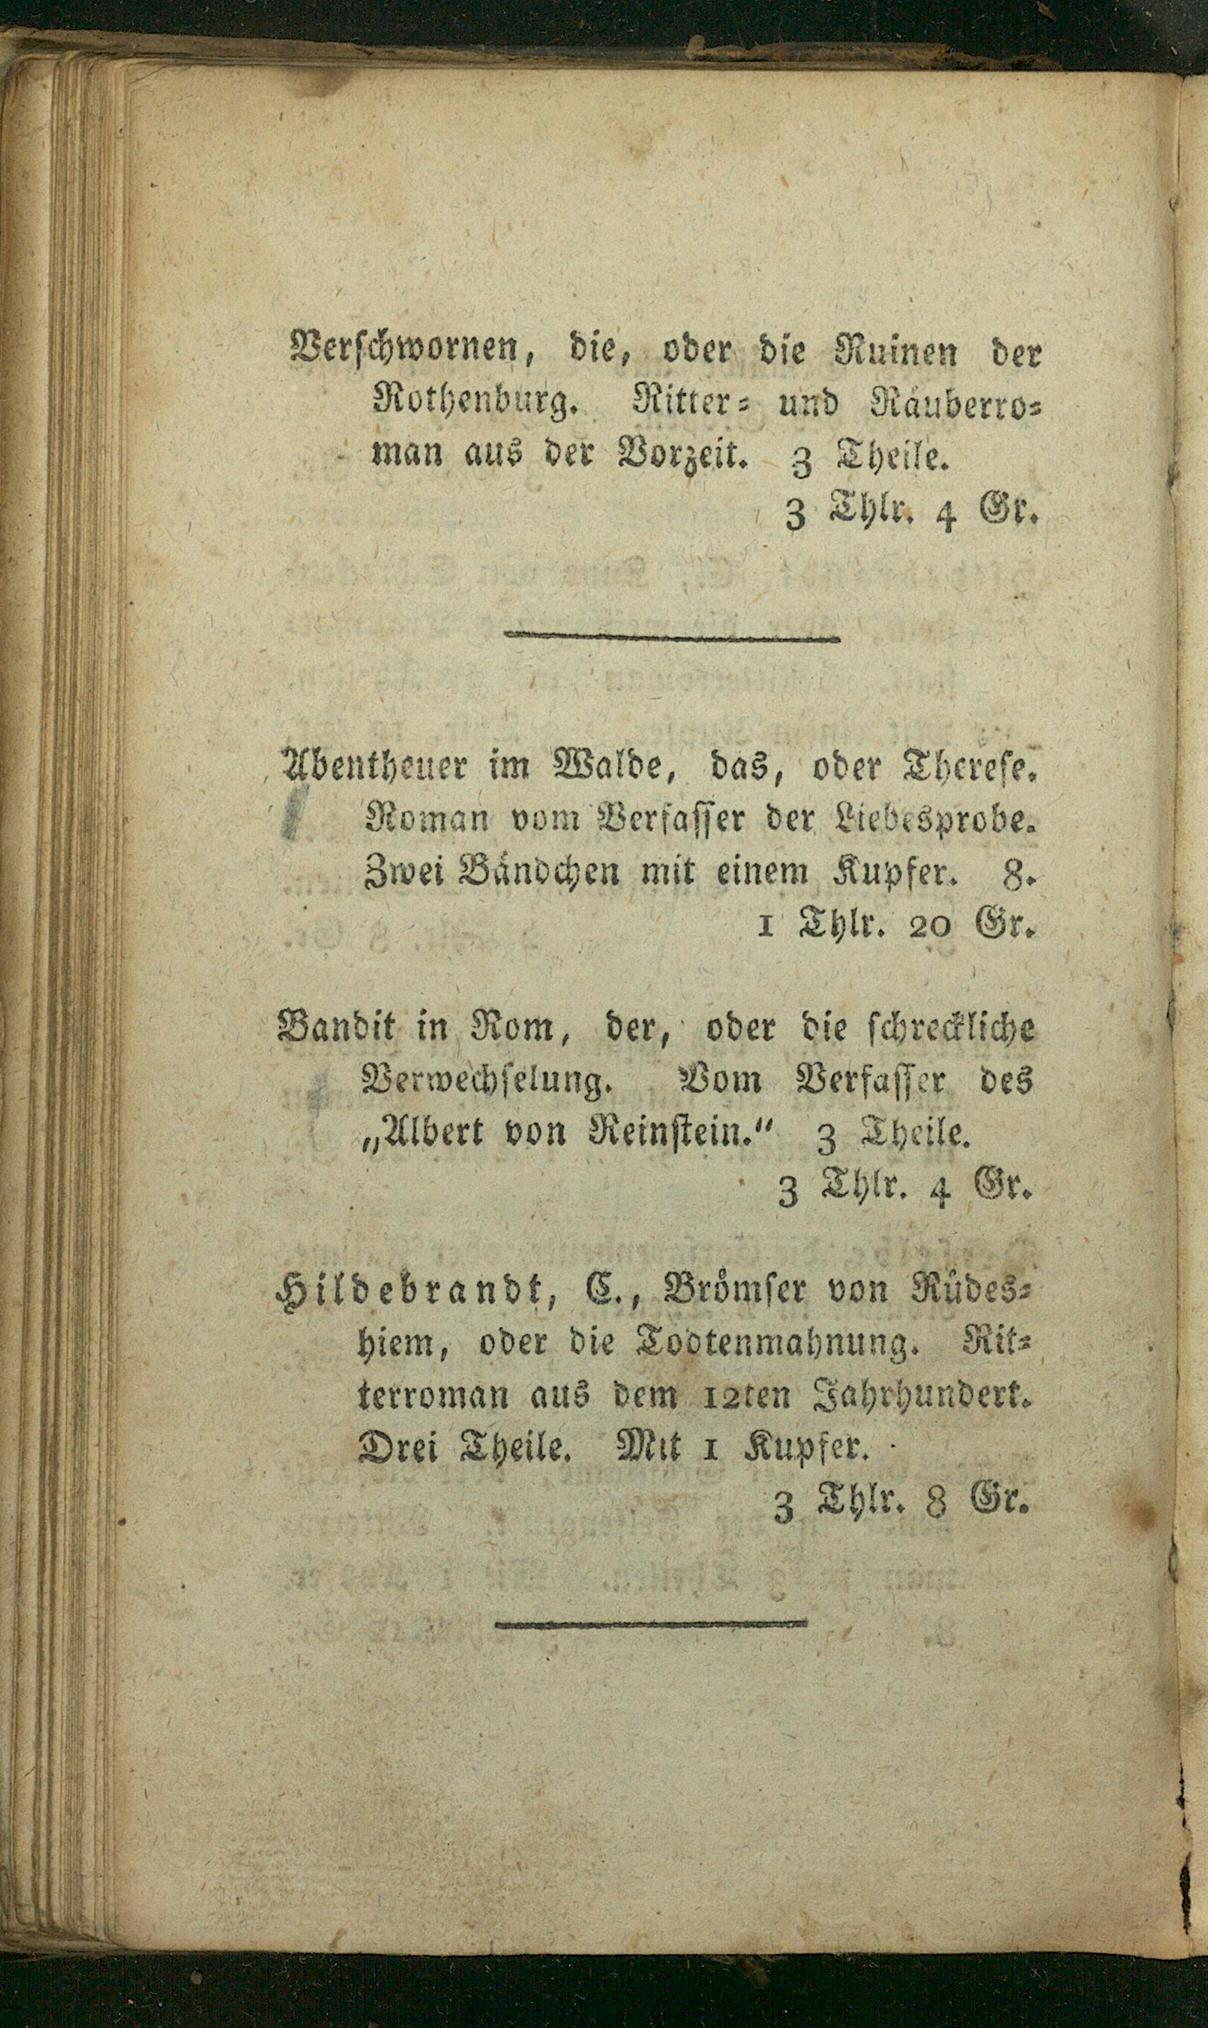 Verschwornen, die, oder die Ruinen der
Rothenburg. Ritter- und Räuberro-
man aus der Vorzeit. 3 Theile.
3 Thlr. 4 Gr.
Abentheuer im Walde, das, oder Therese.
Roman vom Verfasser der Liebesprobe.
Zwei Bändchen mit einem Kupfer. 8.
1 Thlr. 20 Gr.
Bandit in Rom, der, oder die schreckliche
Verwechselung. Vom Verfasser des
„Albert von Reinstein.“ 3 Theile.
3 Thlr. 4 Gr.
Hildebrandt, C., Brömser von Rüdes-
hiem, oder die Todtenmahnung. Rit-
terroman aus dem 12ten Jahrhundert.
Drei Theile. Mit 1 Kupfer.
3 Thlr. 8 Gr.